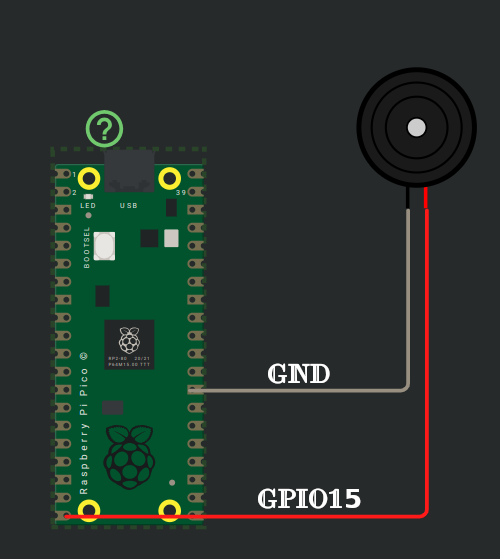 ?
1
2
39
LED
USB
BOOTSEL
RP2-B0 20/21
P64M15.00 TTT
Raspberry Pi Pico ©
GND
GPIO15